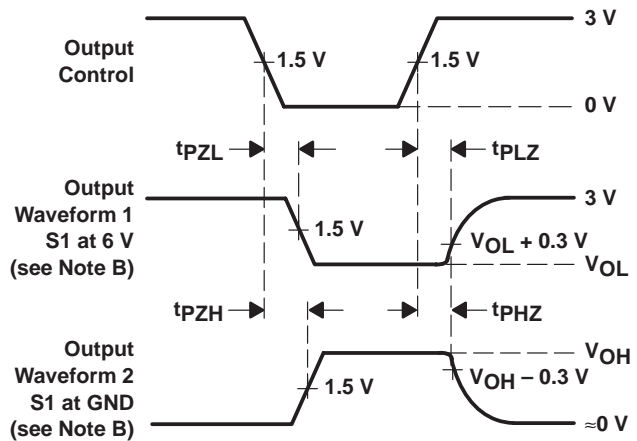 3 V
Output
Control
1.5 V
1.5 V
0 V
tPZL
tPLZ
Output
Waveform 1
S1 at 6 V
(see Note B)
3 V
1.5 V
VOL + 0.3 V
VOL
tPZH
tPHZ
Output
Waveform 2
S1 at GND
(see Note B)
VOH
1.5 V
VOH – 0.3 V
≈0 V